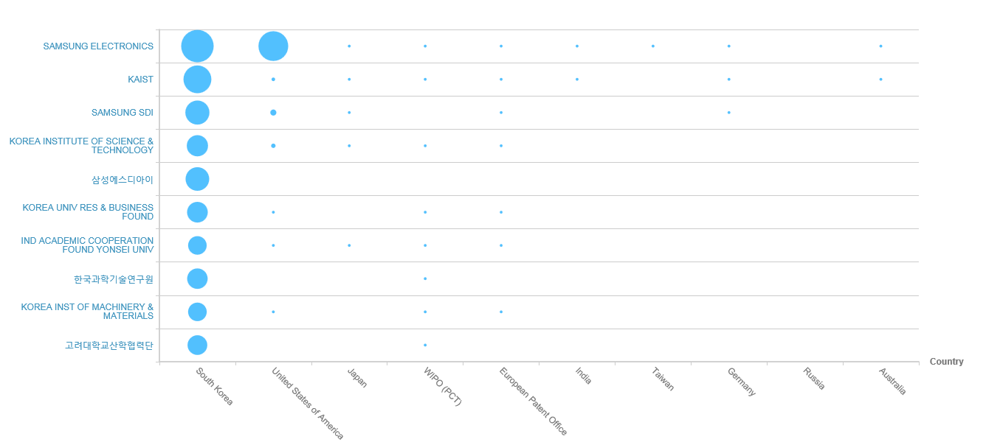 SAMSUNG ELECTRONICS
KAIST
SAMSUNG SDI
KOREA INSTITUTE OF SCIENCE &
TECHNOLOGY
삼성에스디아이
KOREA UNIV RES & BUSINESS
FOUND
IND ACADEMIC COOPERATION
FOUND YONSEI UNIV
한국과학기술연구원
KOREA INST OF MACHINERY &
MATERIALS
고려대학교산학협력단
South Korea
United States of America
Japan
WIPO (PCT)
European Patent Office
India
Taiwan
Germany
Russia
Australia
Country